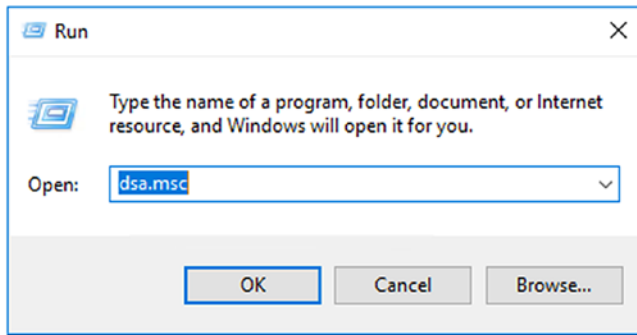 Run
Type the name of a program, folder, document, or Internet
resource, and Windows will open it for you.
Open: dsa.msc
OK Cancel Browse...